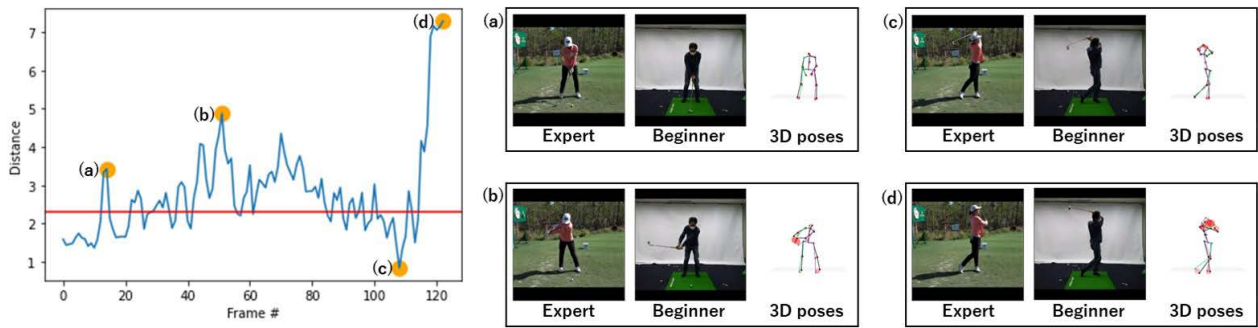 7
6
5
4
3
2
1
0
20
40
60
80
100
120
Distance
Frame #
(a)
(b)
(c)
(d)
(a)
Expert
Beginner
3D poses
(c)
Expert
Beginner
3D poses
(b)
Expert
Beginner
3D poses
(d)
Expert
Beginner
3D poses